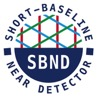 SHORT-BASELINE
SBND
NEAR DETECTOR